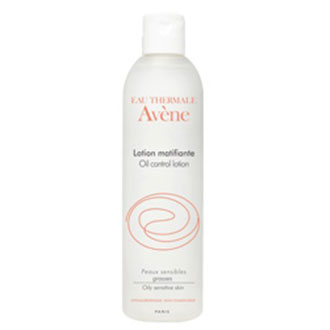 EAU THERMALE
Avène
Lotion matifiante
Oil control lotion
Peaux sensibles
grasses
Oily sensitive skin
PARIS